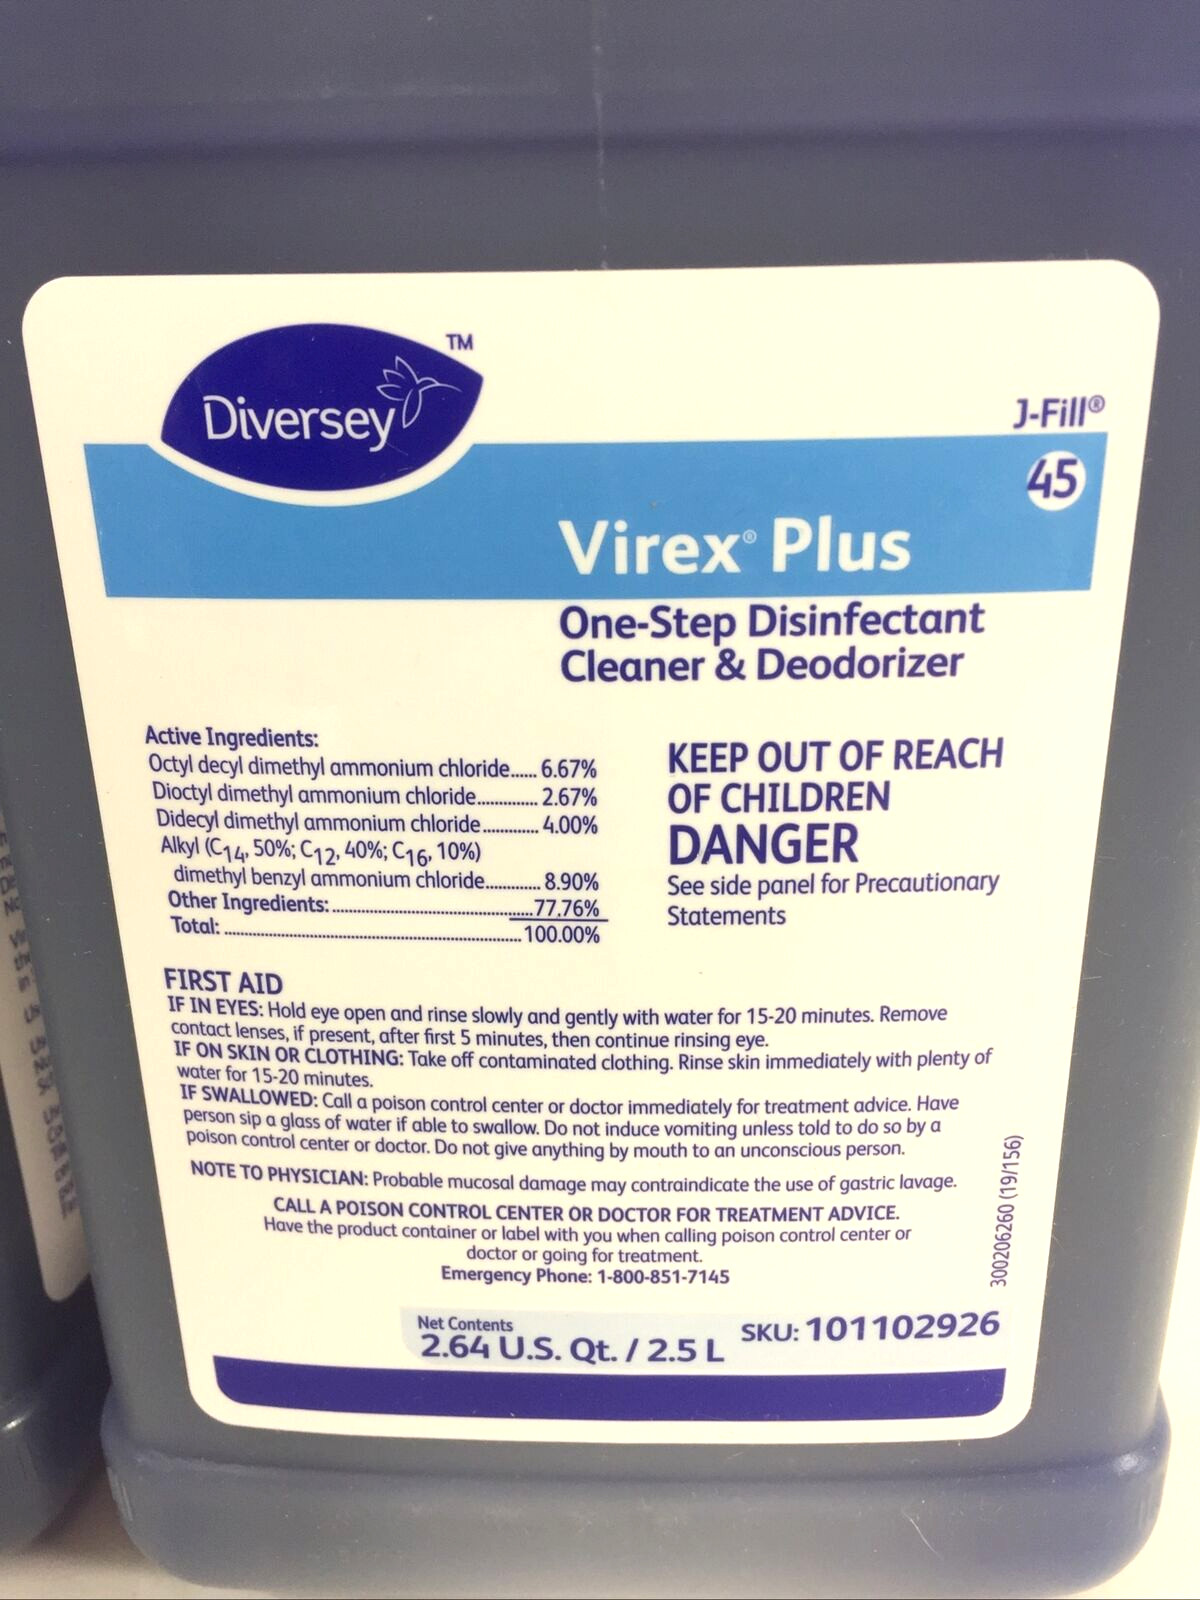 Diversey™
J-Fill®
45
Virex® Plus
One-Step Disinfectant
Cleaner & Deodorizer
Active Ingredients:
Octyl decyl dimethyl ammonium chloride...... 6.67%
Dioctyl dimethyl ammonium chloride............. 2.67%
Didecyl dimethyl ammonium chloride............ 4.00%
Alkyl (C14, 50%; C12, 40%; C16, 10%)
dimethyl benzyl ammonium chloride............ 8.90%
Other Ingredients: ............................................77.76%
Total: ................................................................ 100.00%
KEEP OUT OF REACH
OF CHILDREN
DANGER
See side panel for Precautionary
Statements
FIRST AID
IF IN EYES: Hold eye open and rinse slowly and gently with water for 15-20 minutes. Remove
contact lenses, if present, after first 5 minutes, then continue rinsing eye.
IF ON SKIN OR CLOTHING: Take off contaminated clothing. Rinse skin immediately with plenty of
water for 15-20 minutes.
IF SWALLOWED: Call a poison control center or doctor immediately for treatment advice. Have
person sip a glass of water if able to swallow. Do not induce vomiting unless told to do so by a
poison control center or doctor. Do not give anything by mouth to an unconscious person.
NOTE TO PHYSICIAN: Probable mucosal damage may contraindicate the use of gastric lavage.
CALL A POISON CONTROL CENTER OR DOCTOR FOR TREATMENT ADVICE.
Have the product container or label with you when calling poison control center or
doctor or going for treatment.
Emergency Phone: 1-800-851-7145
300206260 (19/156)
Net Contents
2.64 U.S. Qt. / 2.5 L
SKU: 101102926